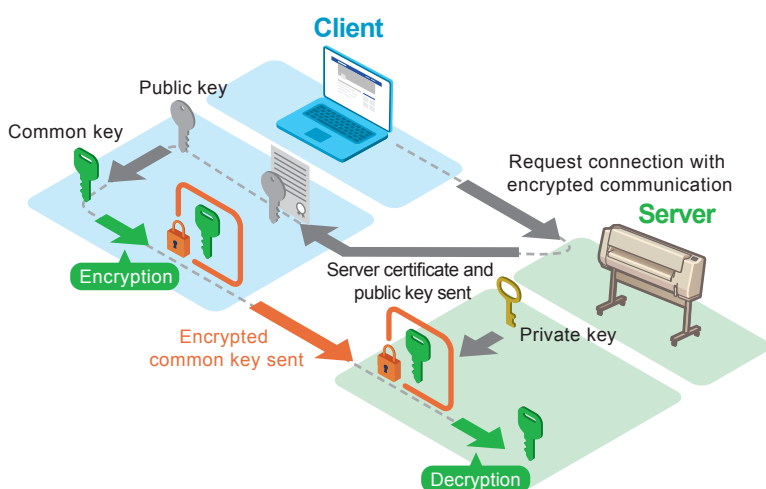 Client
Public key
Common key
Request connection with
encrypted communication
Server
Server certificate and
public key sent
Encryption
Encrypted
common key sent
Private key
Decryption